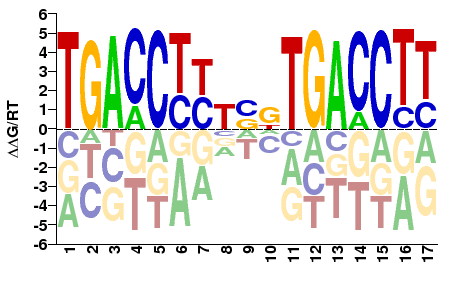 6
5
4
3
2
1
0
-1
-2
-3
-4
-5
-6
ΔΔG/RT
T G A C C T T T C G T G A C C T T
A C C G A C C
C A T G A G G C A C C A C G A G A
G T C T G A A G T A C G T G A G
A C G T A G T T T
1 2 3 4 5 6 7 8 9 10 11 12 13 14 15 16 17